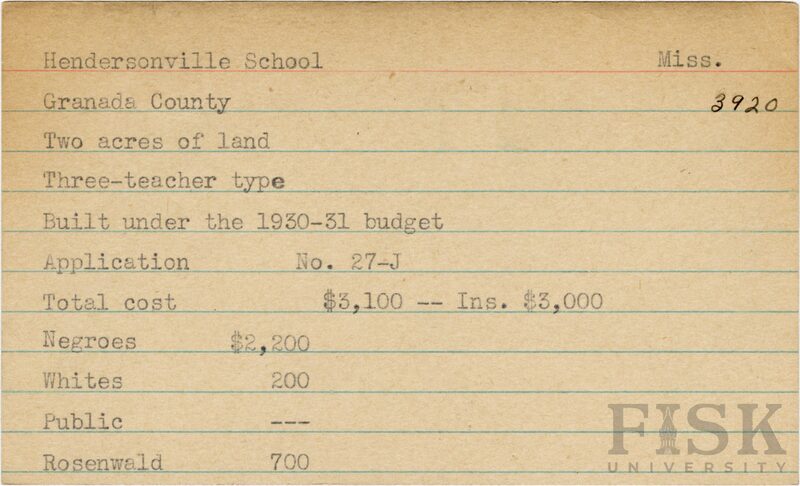 Hendersonville School Miss.
Granada County 3920
Two acres of land
Three-teacher type
Built under the 1930-31 budget
Application No. 27-J
Total cost $3,100 -- Ins. $3,000
Negroes $2,200
Whites 200
Public ---
Rosenwald 700
FISK
UNIVERSITY